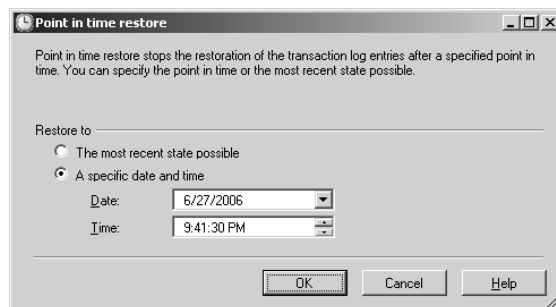 Point in time restore
Point in time restore stops the restoration of the transaction log entries after a specified point in
time. You can specify the point in time or the most recent state possible.
Restore to
The most recent state possible
A specific date and time
Date:
6/27/2006
Time:
9:41:30 PM
OK
Cancel
Help